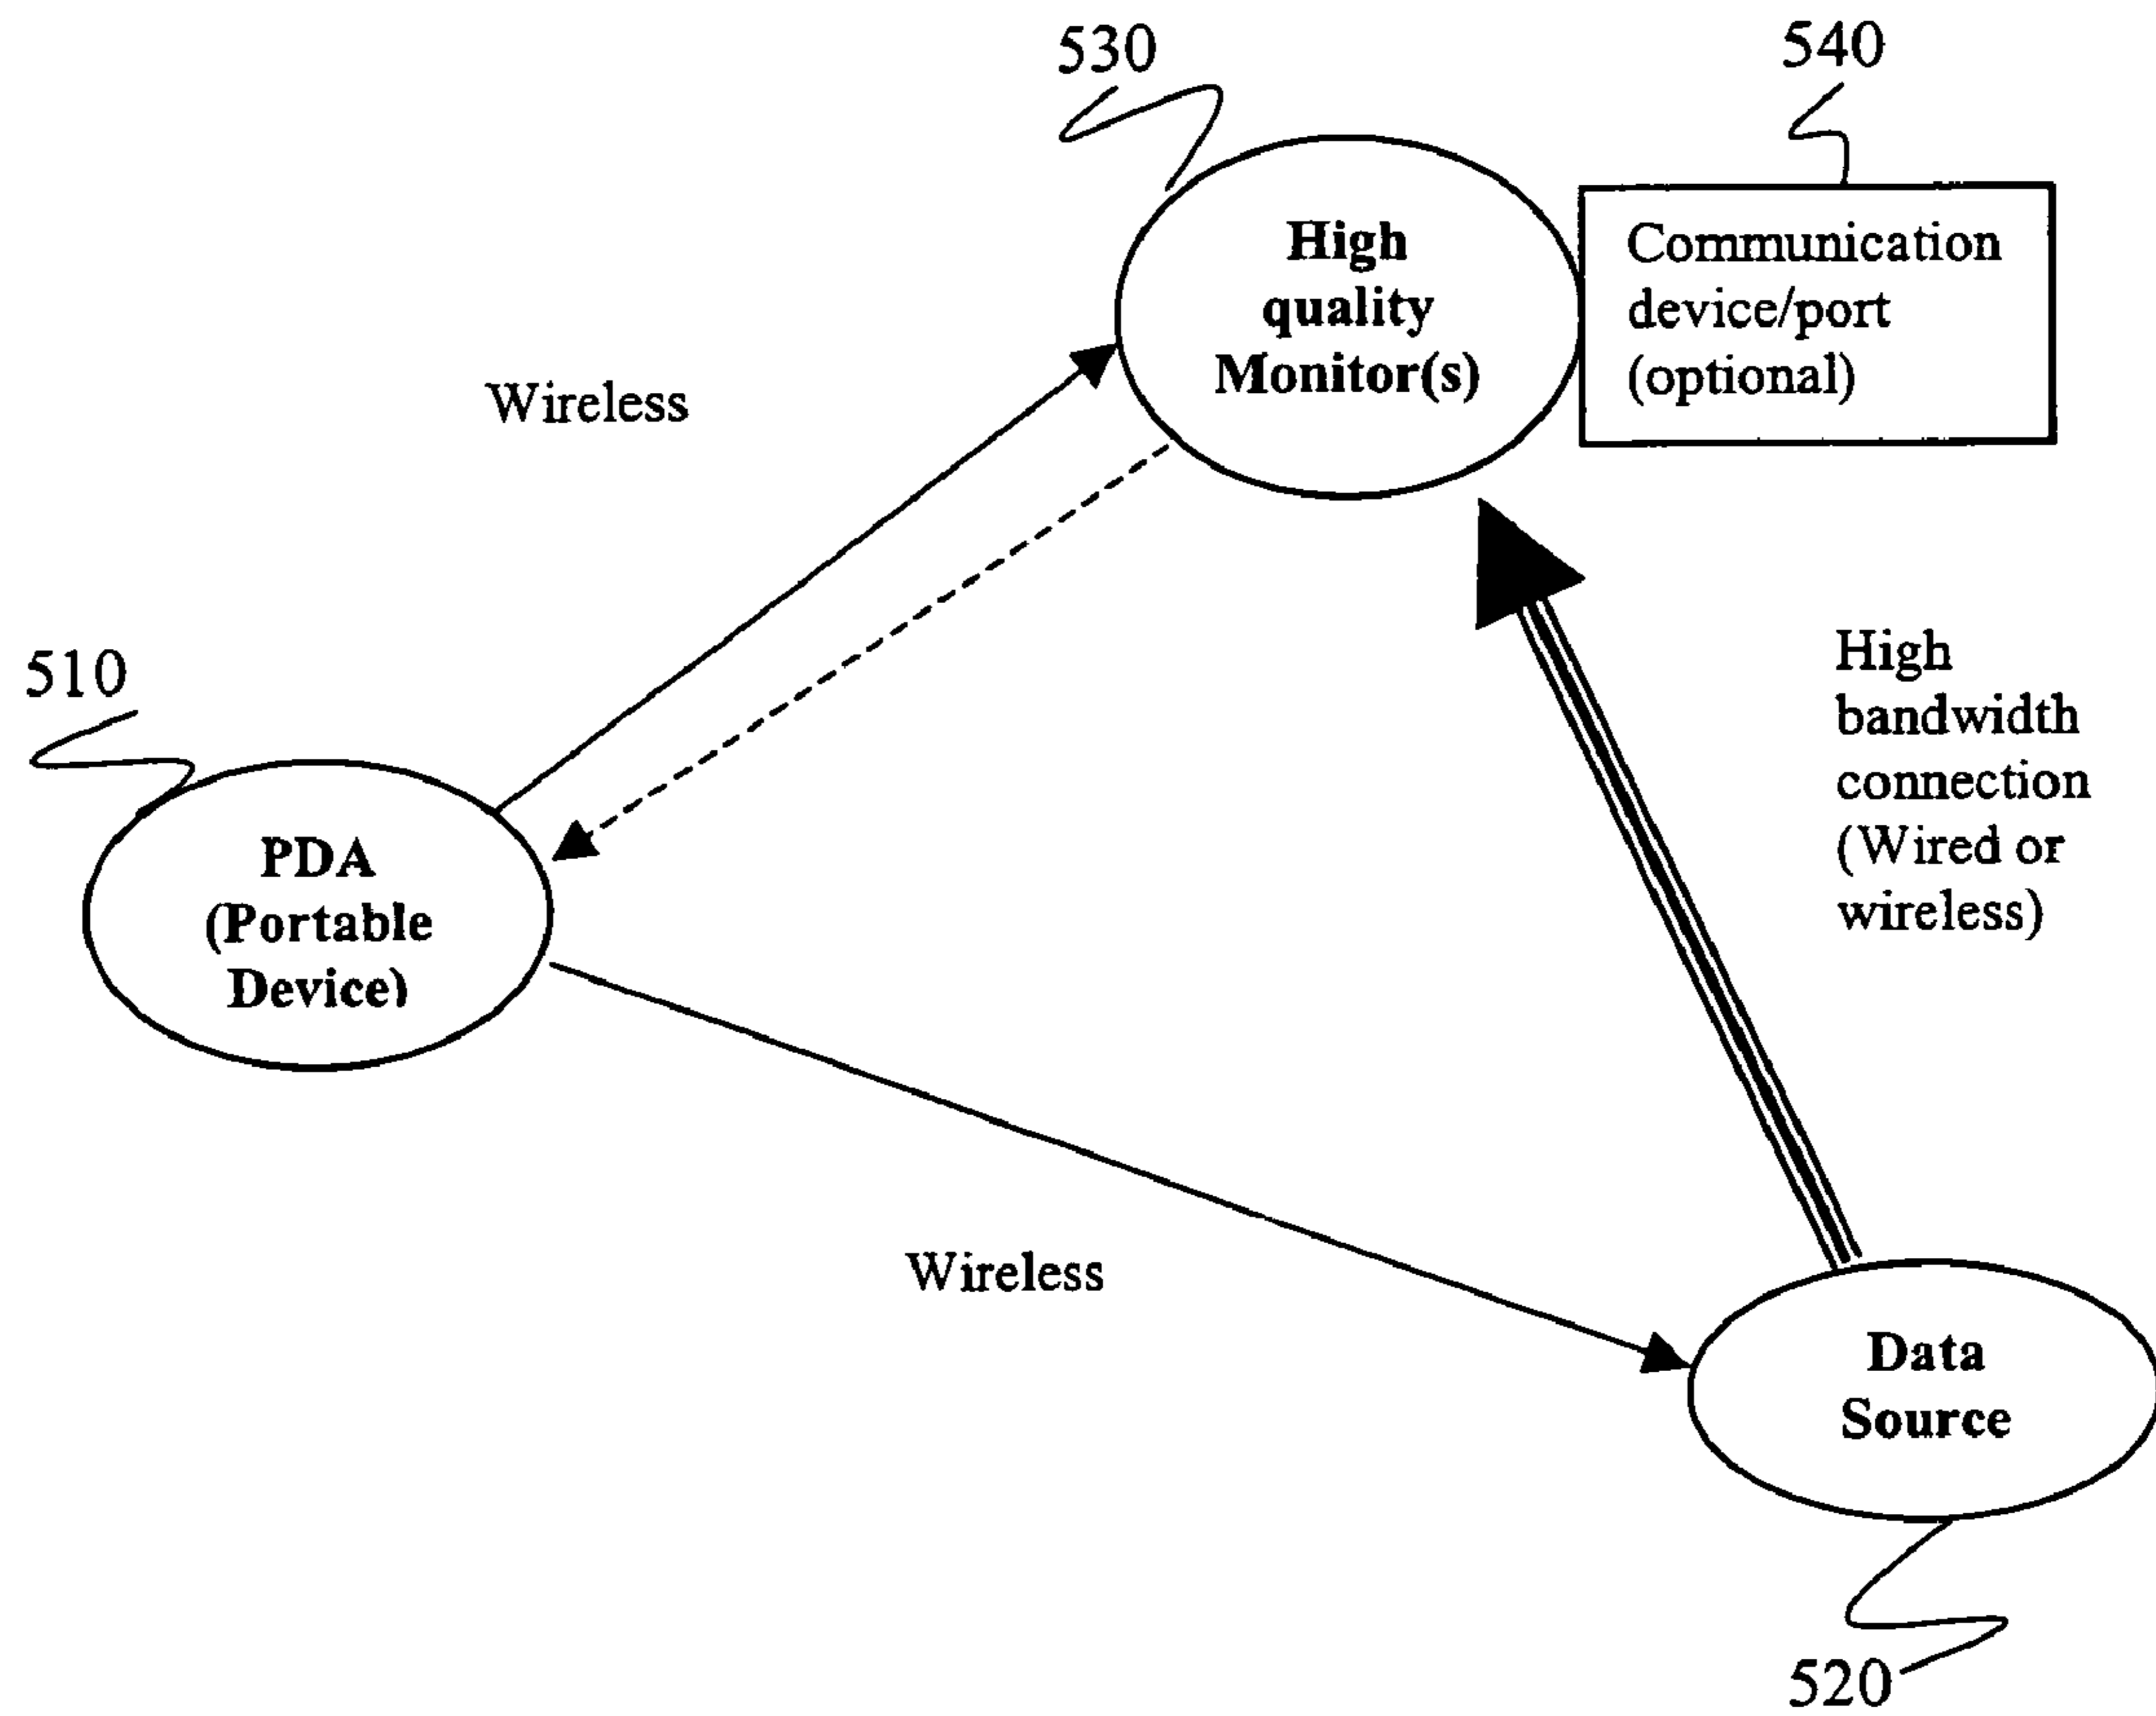 530
540
High
quality
Monitor(s)
Communication
device/port
(optional)
Wireless
510
High
bandwidth
connection
(Wired or
wireless)
PDA
(Portable
Device)
Wireless
Data
Source
520